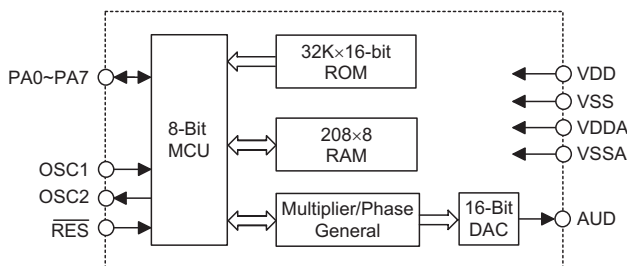 PA0~PA7
OSC1
OSC2
RES
8-Bit
MCU
32K×16-bit
ROM
208×8
RAM
Multiplier/Phase
General
16-Bit
DAC
VDD
VSS
VDDA
VSSA
AUD